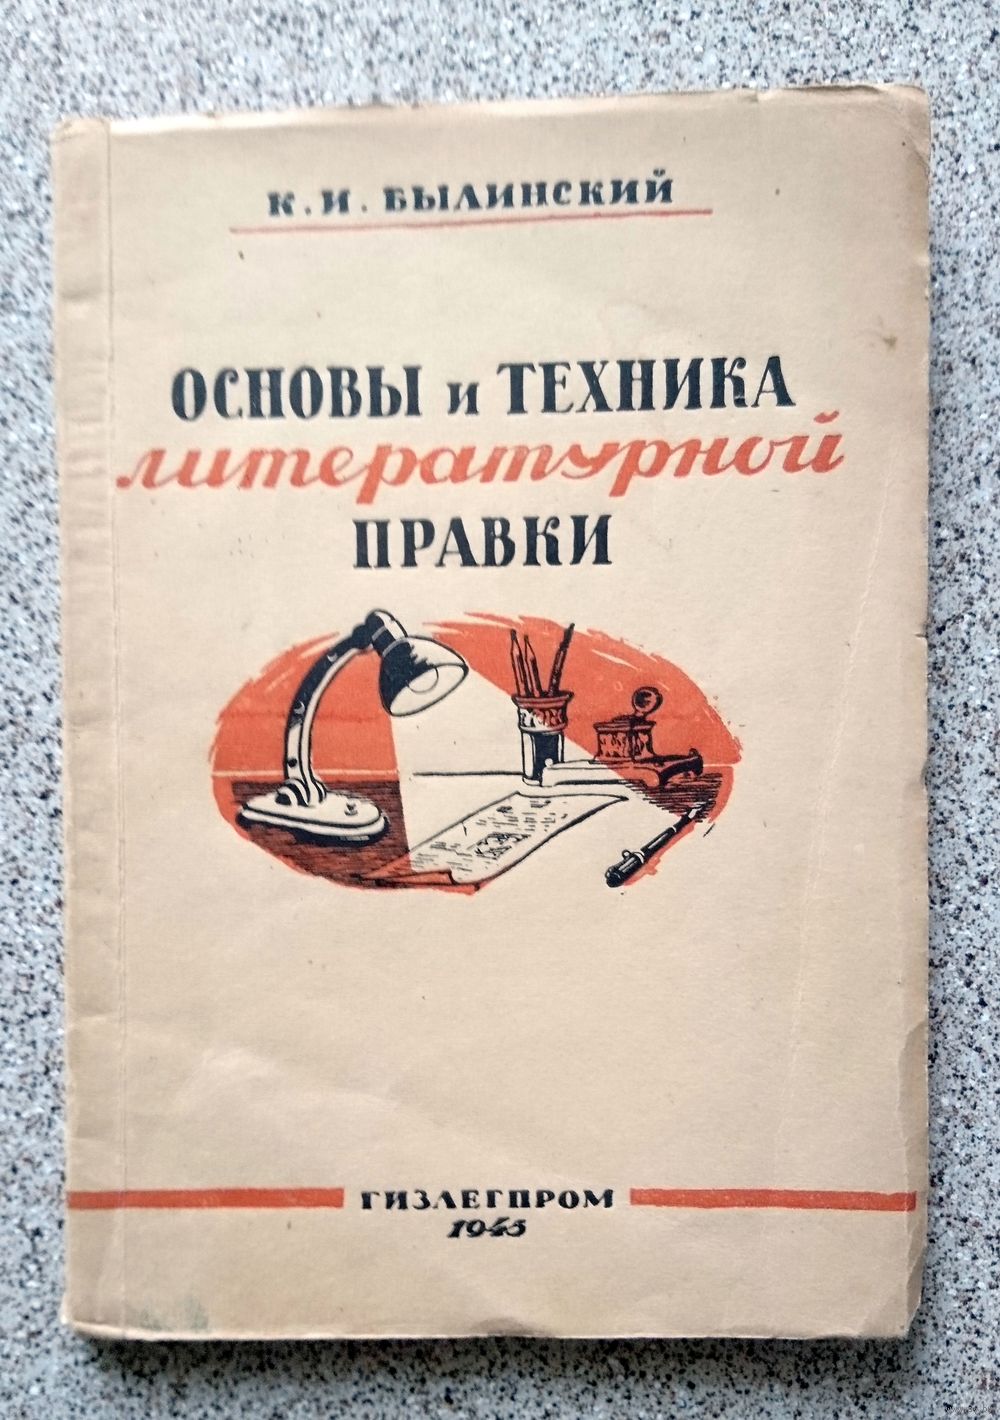 К. И. БЫЛИНСКИЙ
ОСНОВЫ и ТЕХНИКА
литературной
ПРАВКИ
ГИЗЛЕГПРОМ
1945